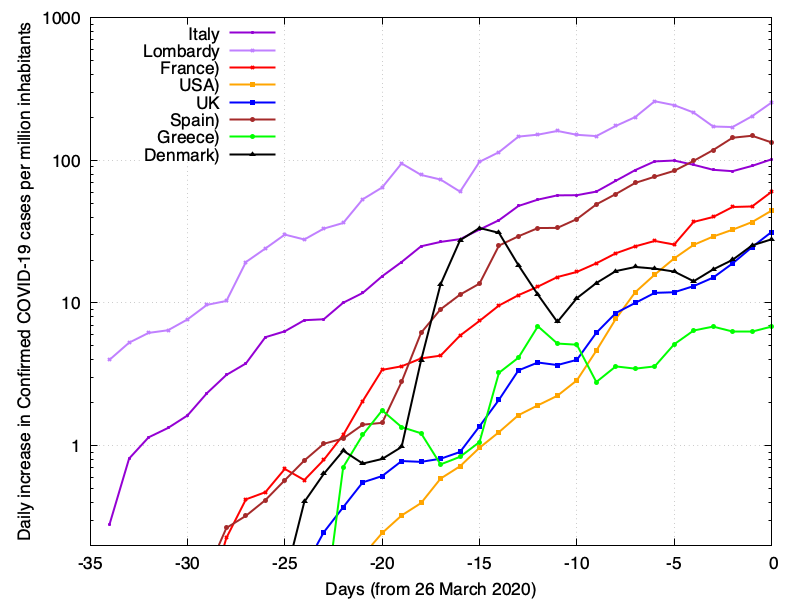 1000
100
10
1
Daily increase in Confirmed COVID-19 cases per million inhabitants
Italy
Lombardy
France)
USA)
UK
Spain)
Greece)
Denmark)
-35 -30 -25 -20 -15 -10 -5 0
Days (from 26 March 2020)